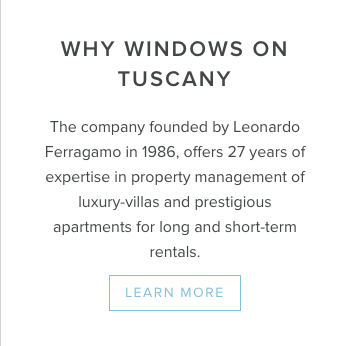 WHY WINDOWS ON
TUSCANY
The company founded by Leonardo
Ferragamo in 1986, offers 27 years of
expertise in property management of
luxury-villas and prestigious
apartments for long and short-term
rentals.
LEARN MORE